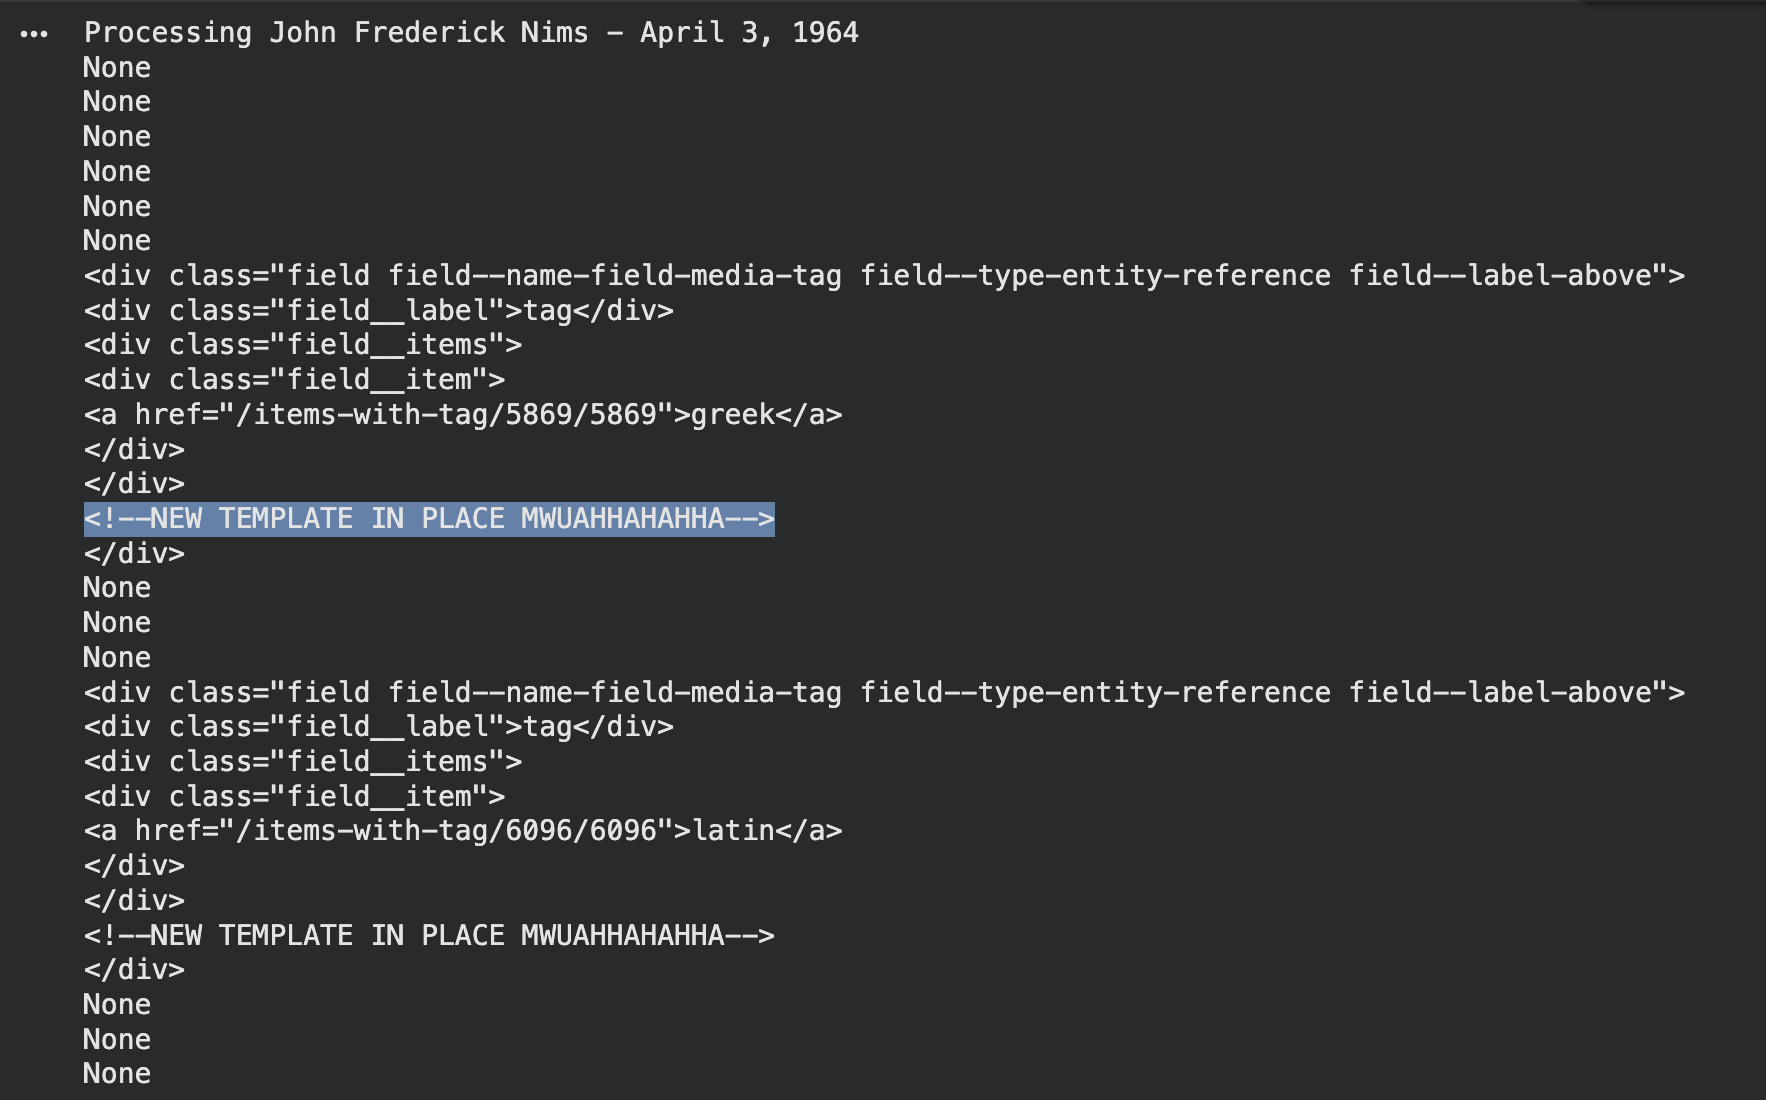 Processing John Frederick Nims - April 3, 1964
None
None
None
None
None
None
<div class="field field--name-field-media-tag field--type-entity-reference field--label-above">
<div class="field__label">tag</div>
<div class="field__items">
<div class="field__item">
<a href="/items-with-tag/5869/5869">greek</a>
</div>
</div>
<!--NEW TEMPLATE IN PLACE MWUAHHAHAHHA-->
</div>
None
None
None
<div class="field field--name-field-media-tag field--type-entity-reference field--label-above">
<div class="field__label">tag</div>
<div class="field__items">
<div class="field__item">
<a href="/items-with-tag/6096/6096">latin</a>
</div>
</div>
<!--NEW TEMPLATE IN PLACE MWUAHHAHAHHA-->
</div>
None
None
None